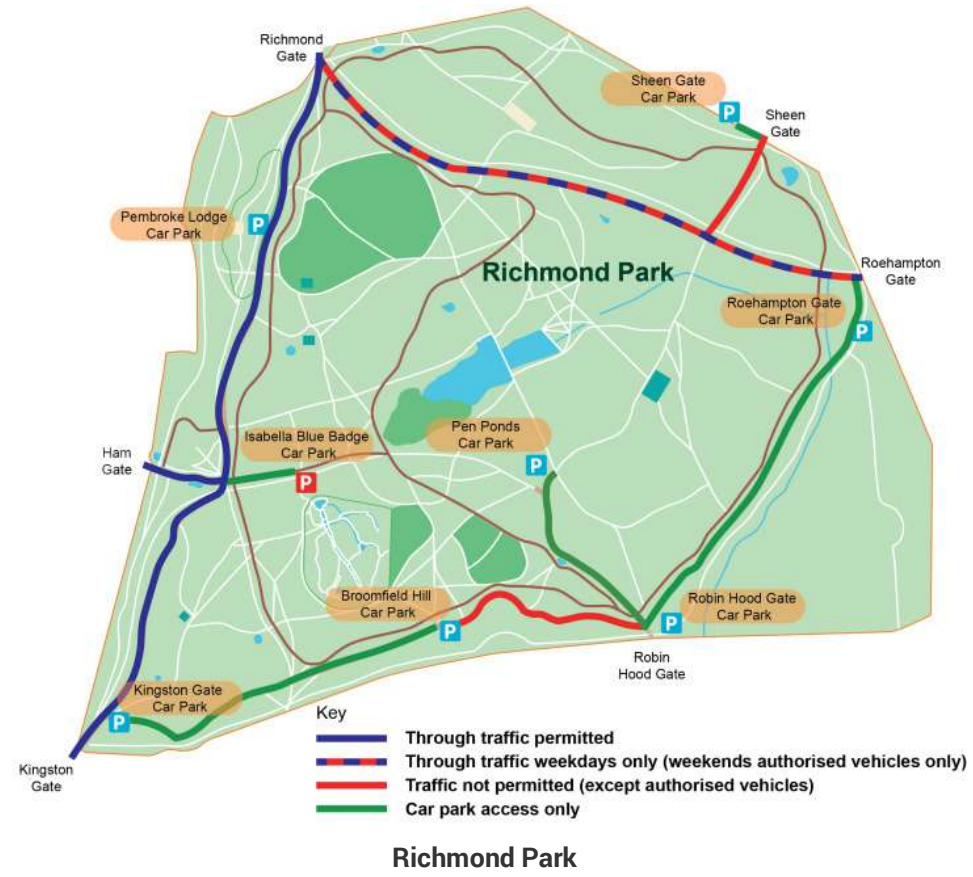 Richmond
Gate
Sheen Gate
Car Park
P
Sheen
Gate
Pembroke Lodge
Car Park
P
Richmond Park
Roehampton
Gate
Roehampton Gate
Car Park
P
Ham
Gate
Isabella Blue Badge
Car Park
P
Pen Ponds
Car Park
P
Broomfield Hill
Car Park
P
Robin Hood Gate
Car Park
P
Robin
Hood Gate
Kingston Gate
Car Park
P
Kingston
Gate
Key
Through traffic permitted
Through traffic weekdays only (weekends authorised vehicles only)
Traffic not permitted (except authorised vehicles)
Car park access only
Richmond Park